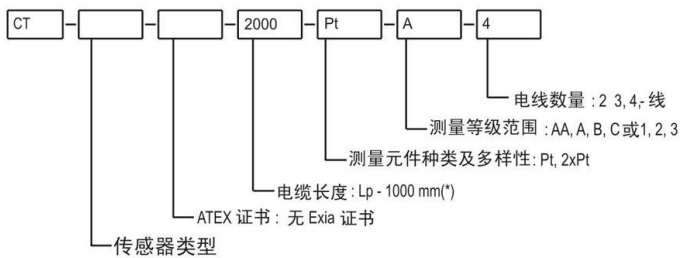 CT - - - 2000 - Pt - A - 4
电线数量 : 2 3, 4,- 线
测量等级范围 : AA, A, B, C 或1, 2, 3
测量元件种类及多样性: Pt, 2xPt
电缆长度 : Lp - 1000 mm(*)
ATEX 证书 : 无 Exia 证书
传感器类型